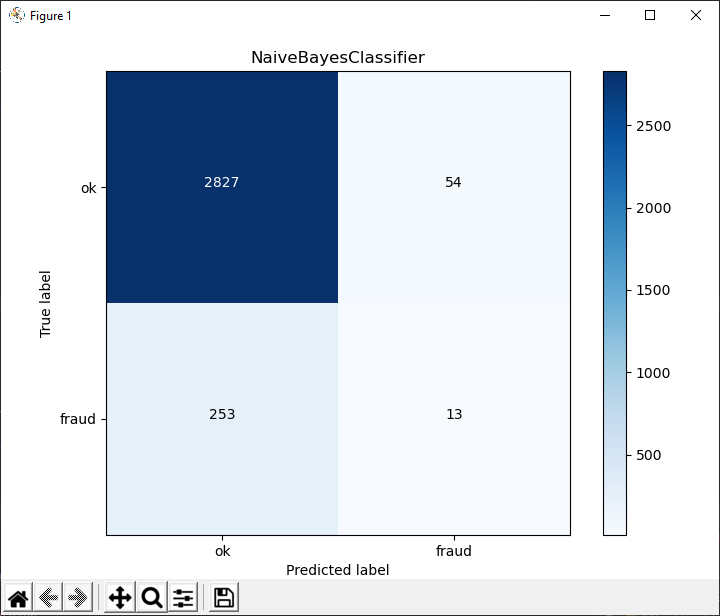 Figure 1
NaiveBayesClassifier
ok
2827
54
fraud
253
13
True label
ok
fraud
Predicted label
2500
2000
1500
1000
500